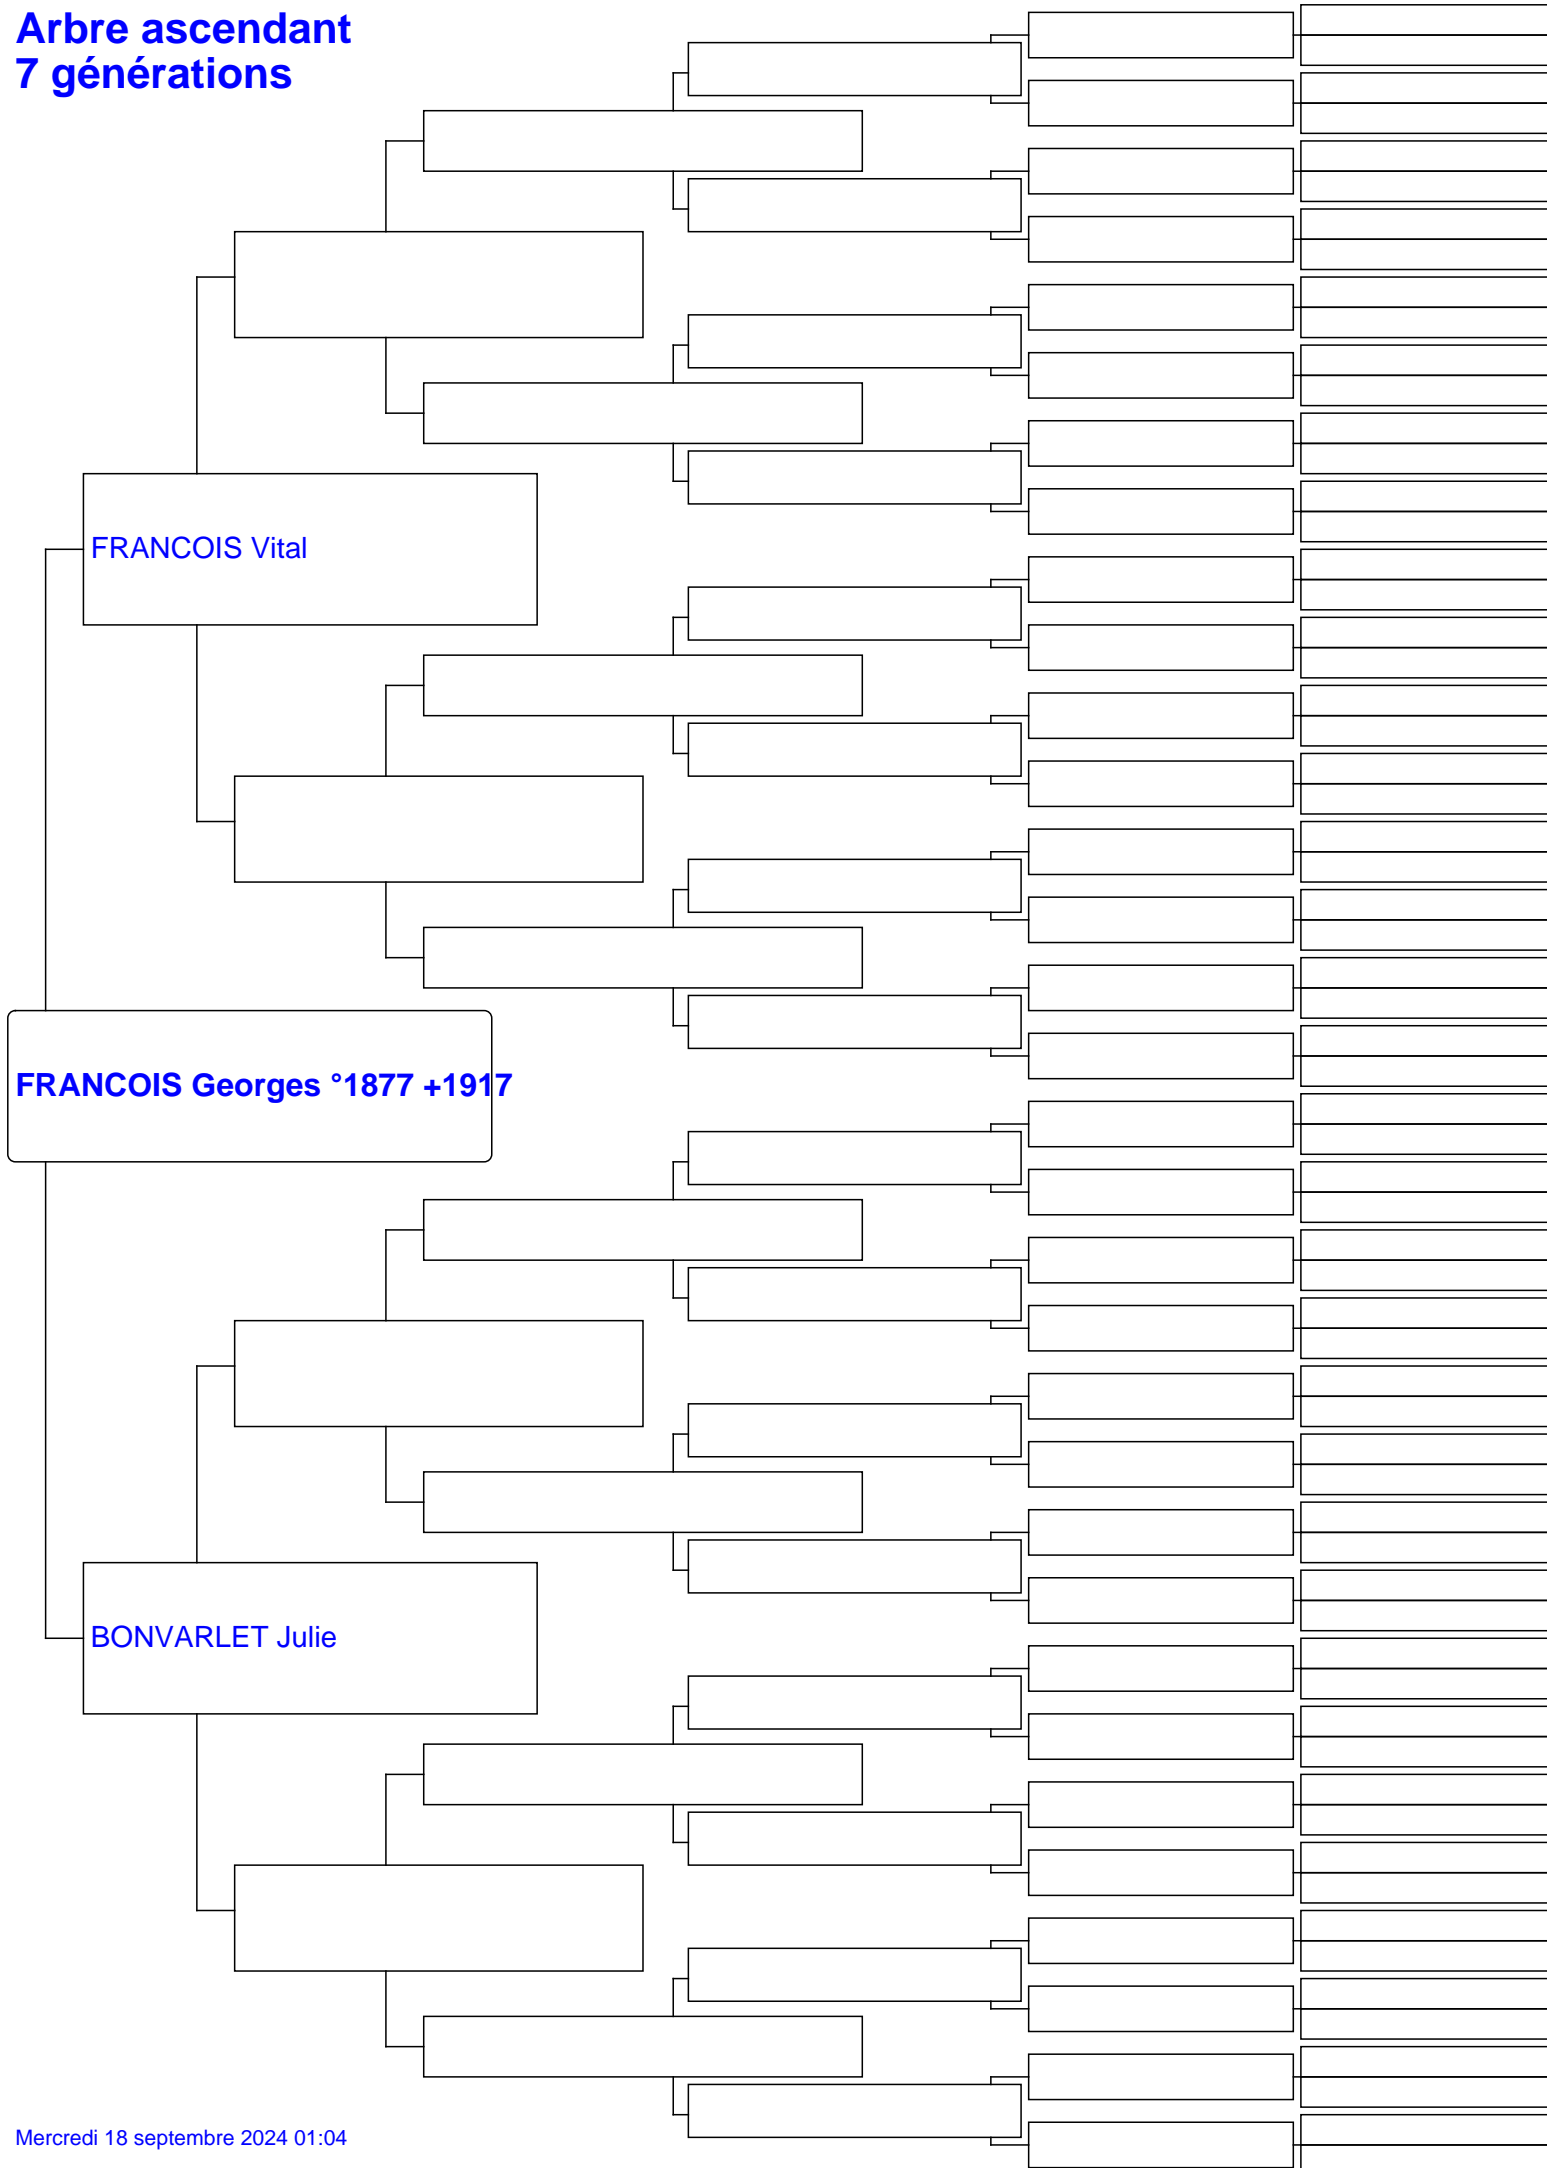 Arbre ascendant
7 générations
FRANCOIS Vital
FRANCOIS Georges °1877 +1917
BONVARLET Julie
Mercredi 18 septembre 2024 01:04